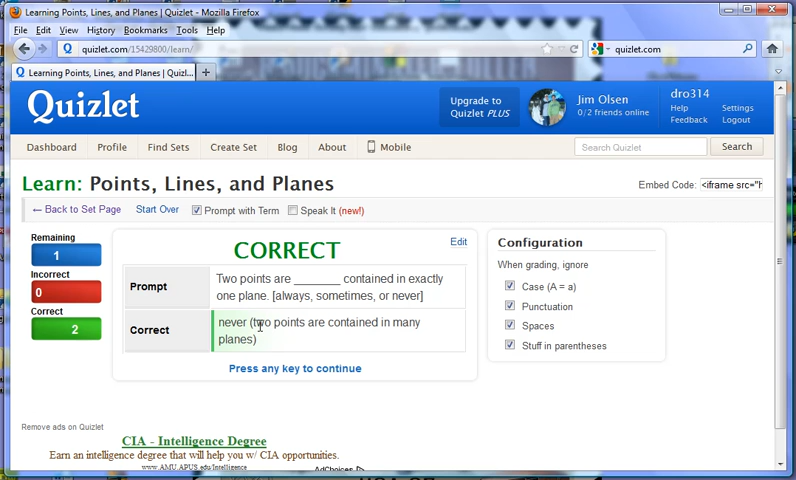 Learning Points, Lines, and Planes | Quizlet - Mozilla Firefox
File Edit View History Bookmarks Tools Help
quizlet.com/15429800/learn/
quizlet.com
Learning Points, Lines, and Planes | Quizl...
Quizlet
Upgrade to
Quizlet PLUS
Jim Olsen
0/2 friends online
dro314
Help Settings
Feedback Logout
Dashboard Profile Find Sets Create Set Blog About Mobile Search Quizlet Search
Learn: Points, Lines, and Planes
Embed Code: <iframe src="h
← Back to Set Page Start Over Prompt with Term Speak It (new!)
Remaining
1
Incorrect
0
Correct
2
CORRECT
Edit
Prompt
Two points are _______ contained in exactly
one plane. [always, sometimes, or never]
Correct
never (two points are contained in many
planes)
Press any key to continue
Configuration
When grading, ignore
Case (A = a)
Punctuation
Spaces
Stuff in parentheses
Remove ads on Quizlet
CIA - Intelligence Degree
Earn an intelligence degree that will help you w/ CIA opportunities.
www.AMU.APUS.edu/Intelligence
AdChoices